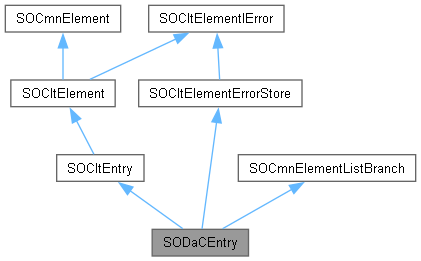 SOCmnElement
SOCltElementIError
SOCltElement
SOCltElementErrorStore
SOCltEntry
SOCmnElementListBranch
SODaCEntry